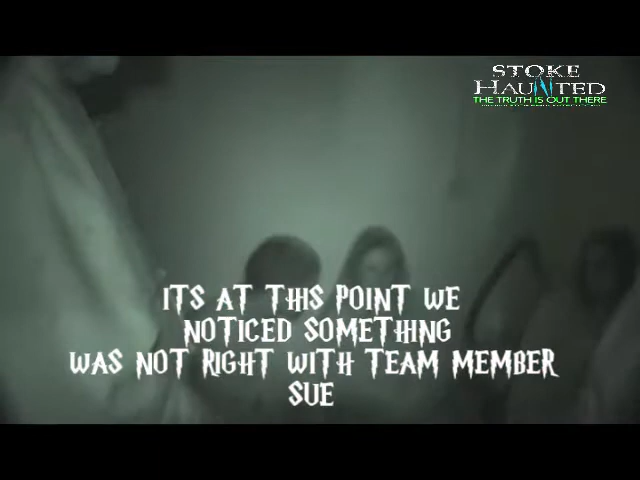 STOKE
HAUNTED
THE TRUTH IS OUT THERE
ITS AT THIS POINT WE
NOTICED SOMETHNG
WAS NOT RIGHT WITH TEAM MEMBER
SUE